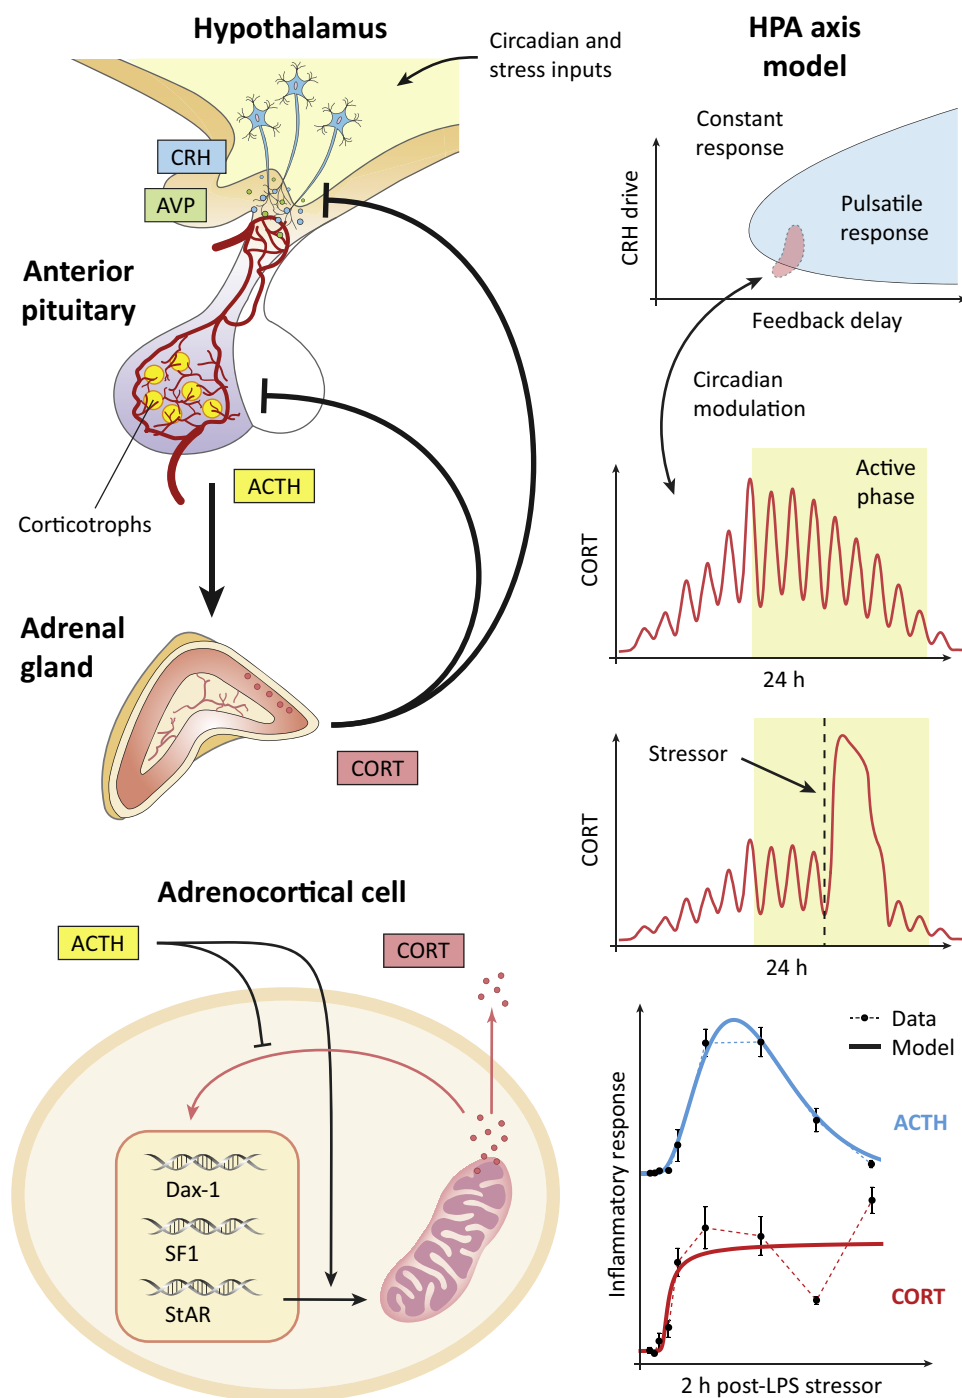 Hypothalamus
Circadian and
stress inputs
CRH
AVP
Anterior
pituitary
Corticotrophs
ACTH
Adrenal
gland
CORT
HPA axis
model
Constant
response
Pulsatile
response
CRH drive
Feedback delay
Circadian
modulation
Active
phase
CORT
24 h
Stressor
CORT
24 h
Adrenocortical cell
ACTH
CORT
Dax-1
SF1
StAR
Data
Model
ACTH
CORT
Inflammatory response
2 h post-LPS stressor